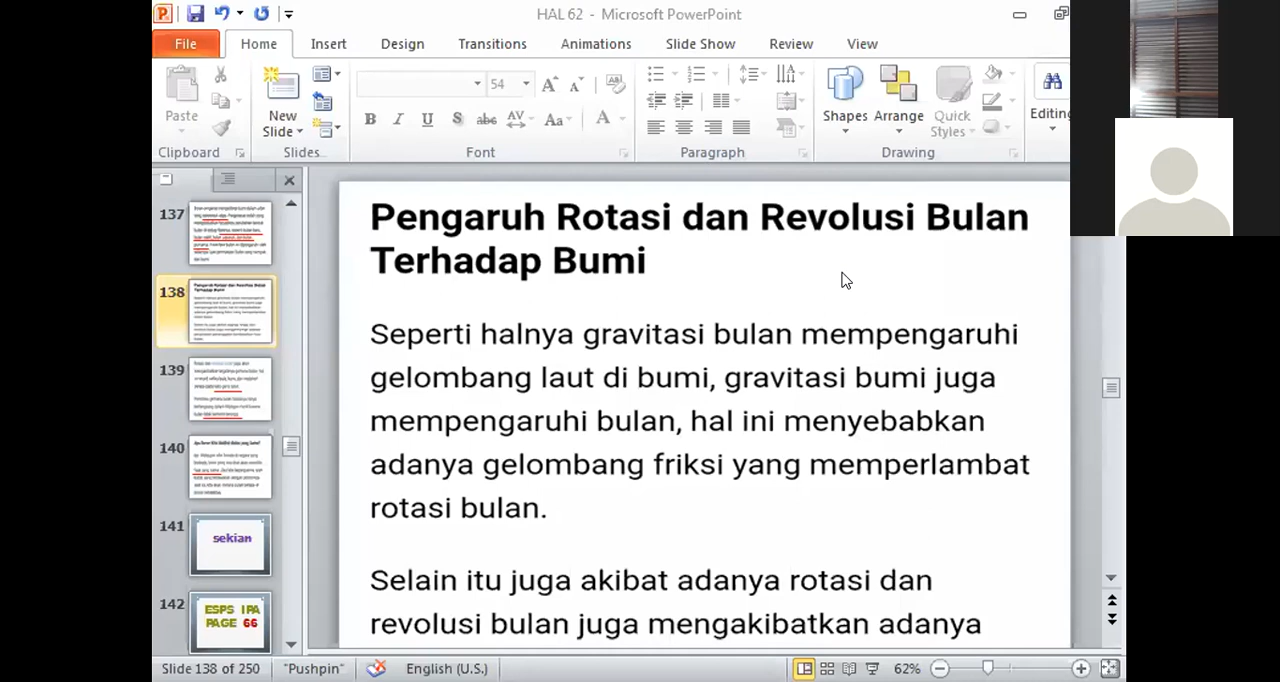 HAL 62 - Microsoft PowerPoint
File Home Insert Design Transitions Animations Slide Show Review View
Paste
New
Slide
54
Shapes Arrange Quick
Styles
Editing
Clipboard Slides Font Paragraph Drawing
137
138
139
140
141
sekian
142
ESPS IPA
PAGE 66
Pengaruh Rotasi dan Revolusi Bulan
Terhadap Bumi
Seperti halnya gravitasi bulan mempengaruhi
gelombang laut di bumi, gravitasi bumi juga
mempengaruhi bulan, hal ini menyebabkan
adanya gelombang friksi yang memperlambat
rotasi bulan.
Selain itu juga akibat adanya rotasi dan
revolusi bulan juga mengakibatkan adanya
Slide 138 of 250 "Pushpin" English (U.S.) 62%